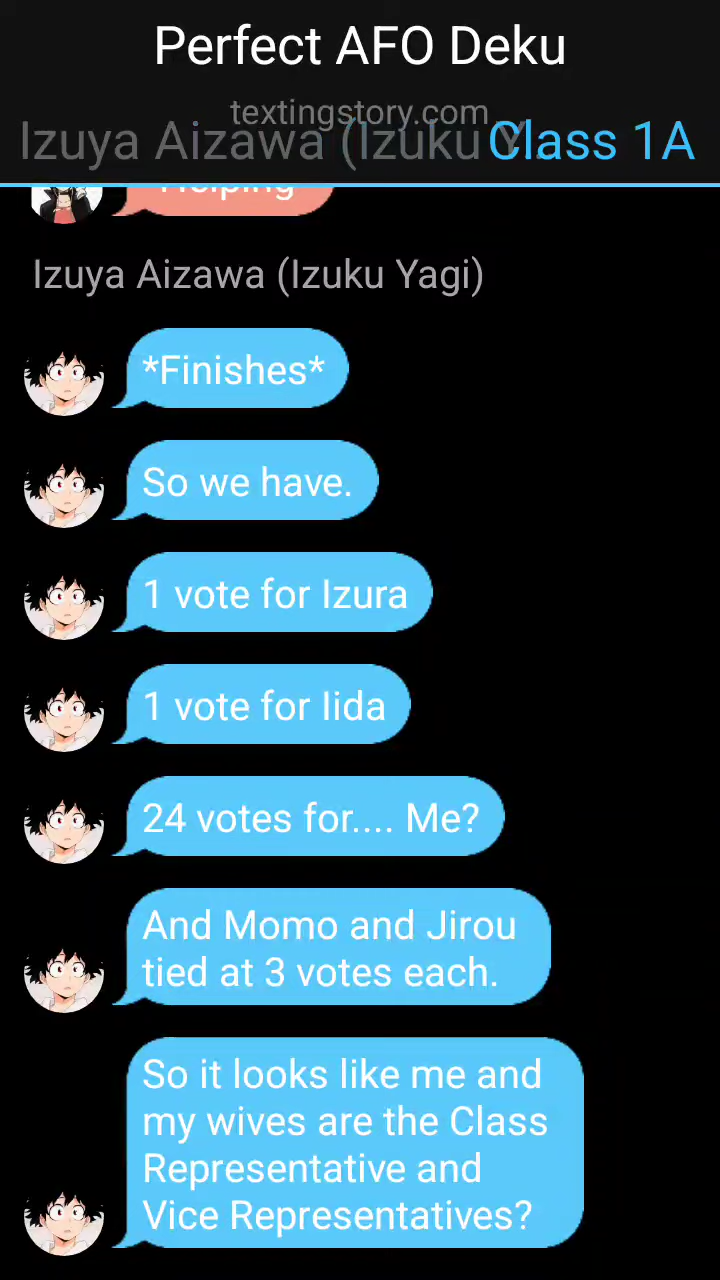 Perfect AFO Deku
textingstory.com
Izuya Aizawa (Izuku Y
Class 1A
Helping
Izuya Aizawa (Izuku Yagi)
*Finishes*
So we have.
1 vote for Izura
1 vote for Iida
24 votes for.... Me?
And Momo and Jirou
tied at 3 votes each.
So it looks like me and
my wives are the Class
Representative and
Vice Representatives?